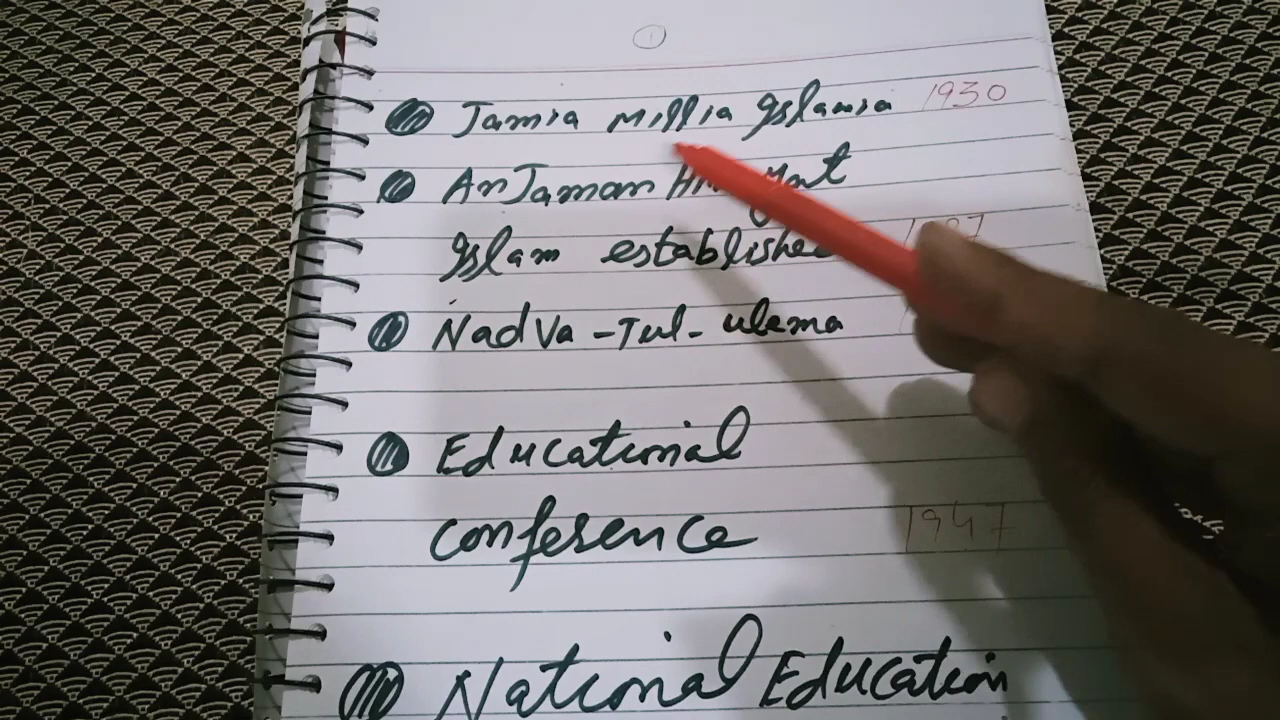 1
Jamia Millia Islamia 1930
AnJaman
Islam established
NadVa-Tul-ulema
Educational
conference 1947
National Education